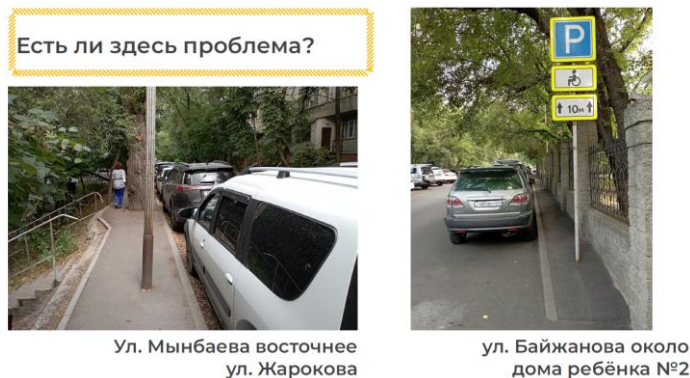 Есть ли здесь проблема?
P
↑ 10м ↑
Ул. Мынбаева восточнее
ул. Жарокова
ул. Байжанова около
дома ребёнка №2